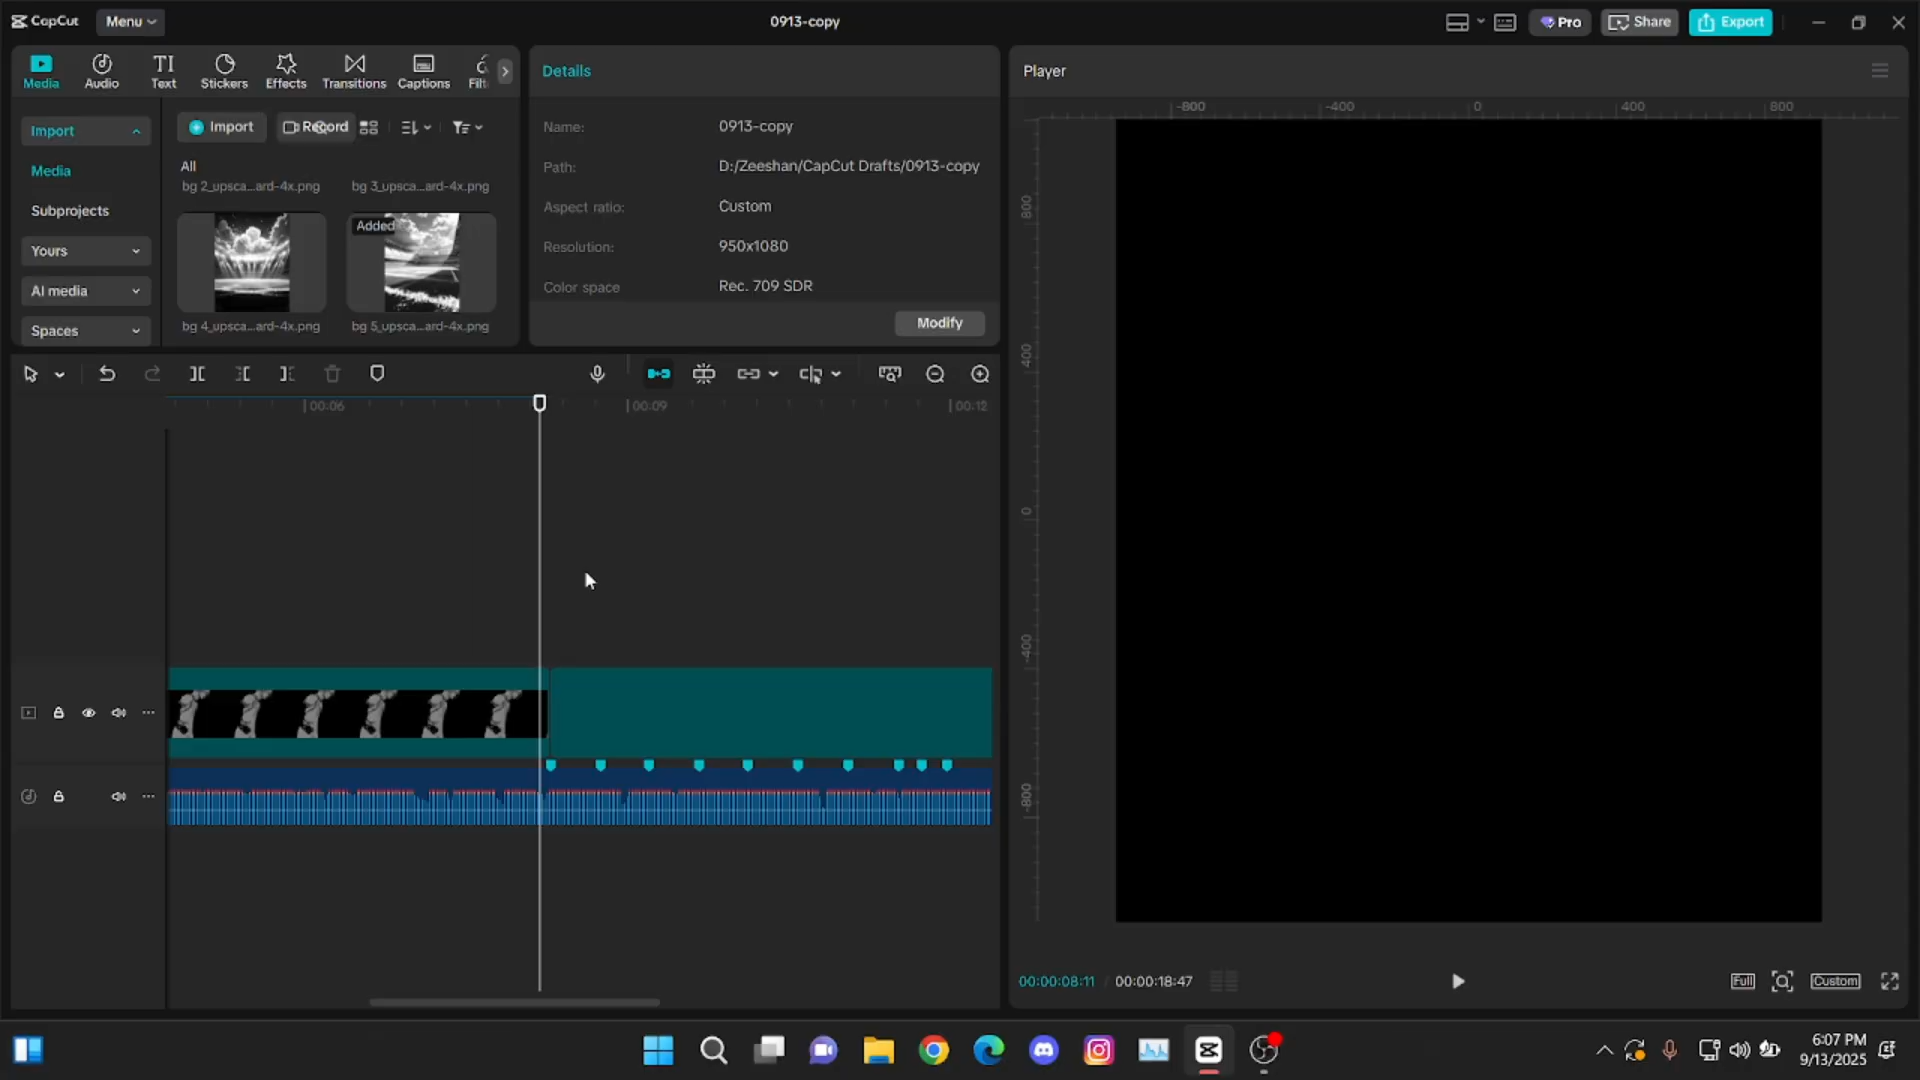 CapCut
Menu
0913-copy
Pro
Share
Export
Media
Audio
TI
Text
Stickers
Effects
Transitions
Captions
Filt
Import
Media
Subprojects
Yours
AI media
Spaces
Import
Record
All
bg 2_upsca...ard-4x.png
bg 3_upsca...ard-4x.png
Added
bg 4_upsca...ard-4x.png
bg 5_upsca...ard-4x.png
Details
Name:
0913-copy
Path:
D:/Zeeshan/CapCut Drafts/0913-copy
Aspect ratio:
Custom
Resolution:
950x1080
Color space
Rec. 709 SDR
Modify
Player
-800
-400
0
400
800
800
400
0
-400
-800
00:06
00:09
00:12
00:00:08:11 / 00:00:18:47
Full
Custom
6:07 PM
9/13/2025